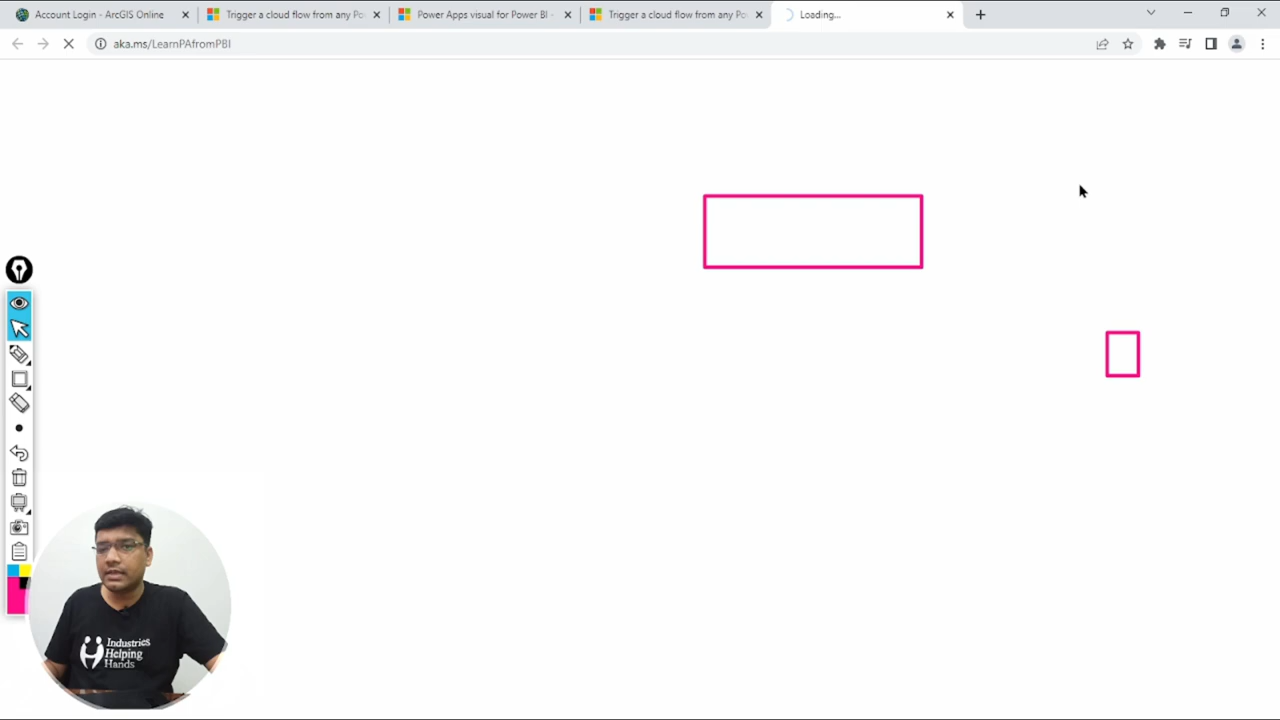 Account Login - ArcGIS Online
Trigger a cloud flow from any Po
Power Apps visual for Power BI -
Trigger a cloud flow from any Po
Loading...
aka.ms/LearnPAfromPBI
Industries
Helping
Hands